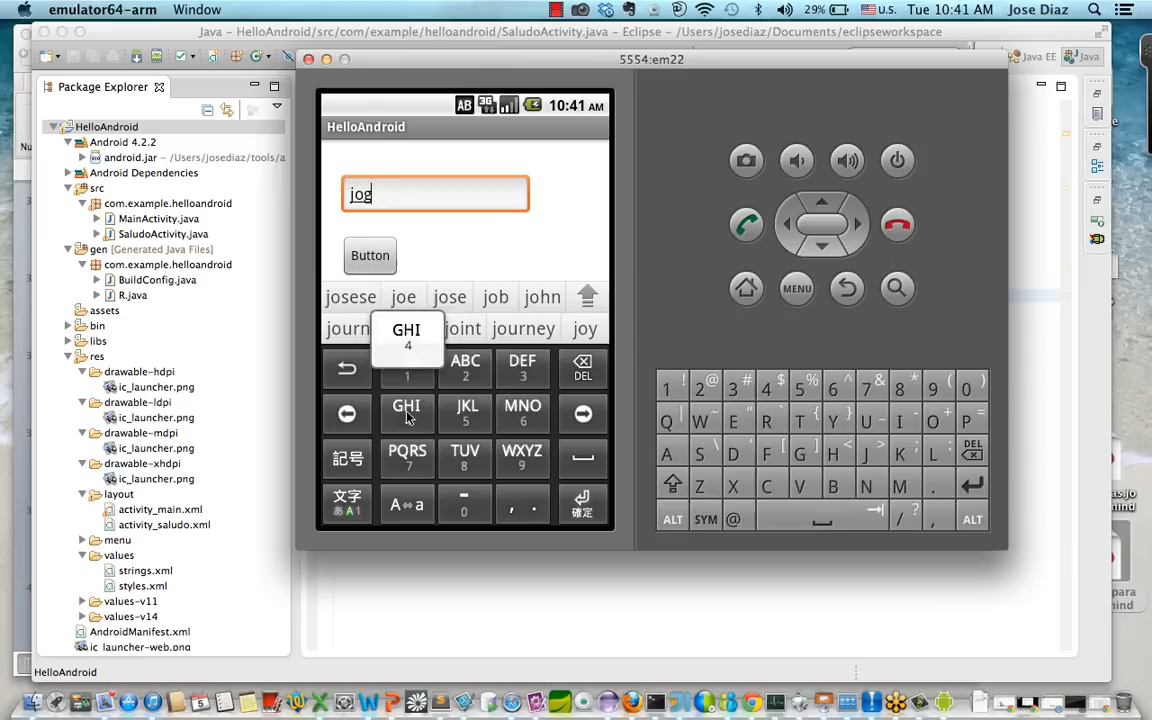 emulator64-arm Window 29% U.S. Tue 10:41 AM Jose Diaz
Java - HelloAndroid/src/com/example/helloandroid/SaludoActivity.java - Eclipse - /Users/josediaz/Documents/eclipseworkspace
5554:em22
Java EE Java
Package Explorer
HelloAndroid
Android 4.2.2
android.jar - /Users/josediaz/tools/a
Android Dependencies
src
com.example.helloandroid
MainActivity.java
SaludoActivity.java
gen [Generated Java Files]
com.example.helloandroid
BuildConfig.java
R.java
assets
bin
libs
res
drawable-hdpi
ic_launcher.png
drawable-ldpi
ic_launcher.png
drawable-mdpi
ic_launcher.png
drawable-xhdpi
ic_launcher.png
layout
activity_main.xml
activity_saludo.xml
menu
values
strings.xml
styles.xml
values-v11
values-v14
AndroidManifest.xml
ic_launcher-web.png
HelloAndroid
AB 3G 10:41 AM
HelloAndroid
jog
Button
josese joe jose job john
journ joint journey joy
GHI
4
1 ABC 2 DEF 3 DEL
GHI JKL 5 MNO 6
記号 PQRS 7 TUV 8 WXYZ 9
文字 あA1 A⇔a - 0 , . 確定
MENU
1 ! 2 @ 3 # 4 $ 5 % 6 ^ 7 & 8 * 9 ( 0 )
Q | W ~ E " R ` T { Y } U _ I - O + P =
A S \ D ' F [ G ] H < J > K ; L : DEL
Z X C V B N M .
ALT SYM @ / ? , ALT